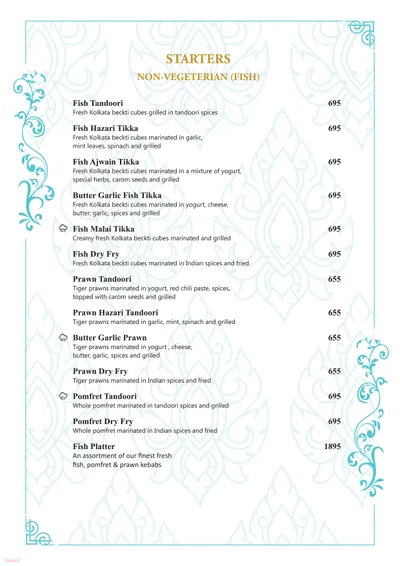 STARTERS
NON-VEGETERIAN (FISH)
Fish Tandoori 695
Fresh Kolkata beckti cubes grilled in tandoori spices
Fish Hazari Tikka 695
Fresh Kolkata beckti cubes marinated in garlic,
mint leaves, spinach and grilled
Fish Ajwain Tikka 695
Fresh Kolkata beckti cubes marinated in a mixture of yogurt,
special herbs, carom seeds and grilled
Butter Garlic Fish Tikka 695
Fresh Kolkata beckti cubes marinated in yogurt, cheese,
butter, garlic, spices and grilled
Fish Malai Tikka 695
Creamy fresh Kolkata beckti cubes marinated and grilled
Fish Dry Fry 695
Fresh Kolkata beckti cubes marinated in Indian spices and fried
Prawn Tandoori 655
Tiger prawns marinated in yogurt, red chili paste, spices,
topped with carom seeds and grilled
Prawn Hazari Tandoori 655
Tiger prawns marinated in garlic, mint, spinach and grilled
Butter Garlic Prawn 655
Tiger prawns marinated in yogurt , cheese,
butter, garlic, spices and grilled
Prawn Dry Fry 655
Tiger prawns marinated in Indian spices and fried
Pomfret Tandoori 695
Whole pomfret marinated in tandoori spices and grilled
Pomfret Dry Fry 695
Whole pomfret marinated in Indian spices and fried
Fish Platter 1895
An assortment of our finest fresh
fish, pomfret & prawn kebabs